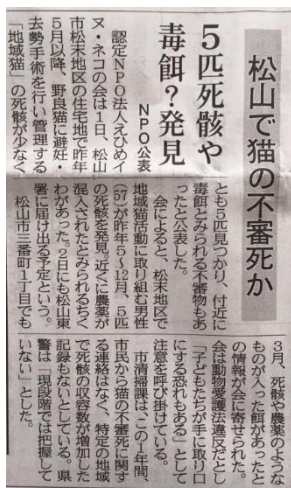 松山で猫の不審死か
5匹死骸や
毒餌？発見
NPO公表
認定NPO法人えひめイ
ヌ・ネコの会は1日、松山
市松末地区の住宅地で昨年
5月以降、野良猫に避妊・
去勢手術を行い管理する
「地域猫」の死骸が少なく
とも5匹見つかり、付近に
毒餌とみられる不審物もあ
ったと公表した。
会によると、松末地区で
地域猫活動に取り組む男性
(57)が昨年5、12月、5匹
の死骸を発見。近くに農薬が
混入されたとみられるちく
わがあった。2日にも松山東
署に届け出る予定という。
松山市三番町1丁目でも
3月、死骸や農薬のような
ものが入った餌があったと
の情報が会に寄せられた。
会は動物愛護法違反だとし
「子どもたちが手に取り口
にする恐れもある」として
注意を呼び掛けている。
市清掃課は、この1年間、
市民から猫の不審死に関す
る連絡はなく、特定の地域
で死骸の収容数が増加した
記録もないとしている。県
警は「現段階では把握して
いない」とした。